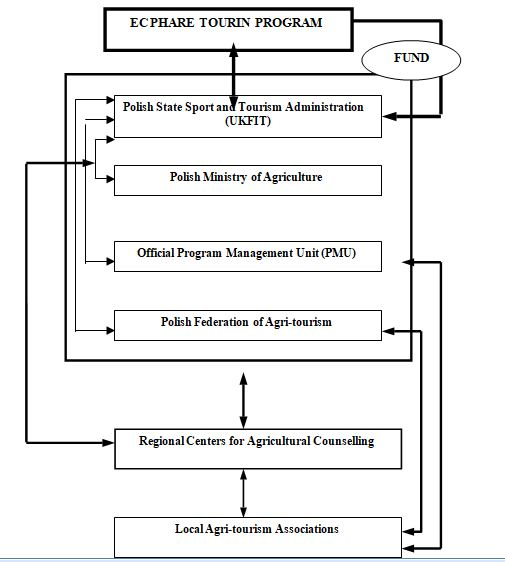 EC PHARE TOURIN PROGRAM
FUND
Polish State Sport and Tourism Administration
(UKFIT)
Polish Ministry of Agriculture
Official Program Management Unit (PMU)
Polish Federation of Agri-tourism
Regional Centers for Agricultural Counselling
Local Agri-tourism Associations